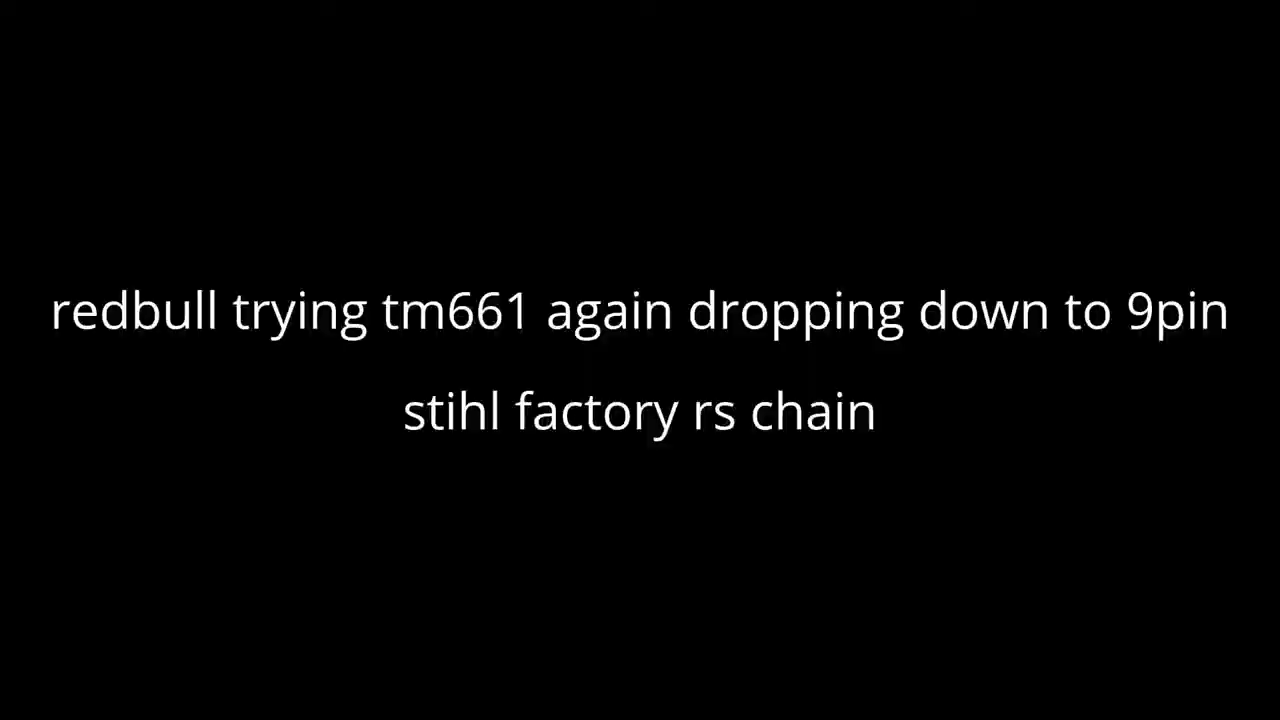 redbull trying tm661 again dropping down to 9pin
stihl factory rs chain